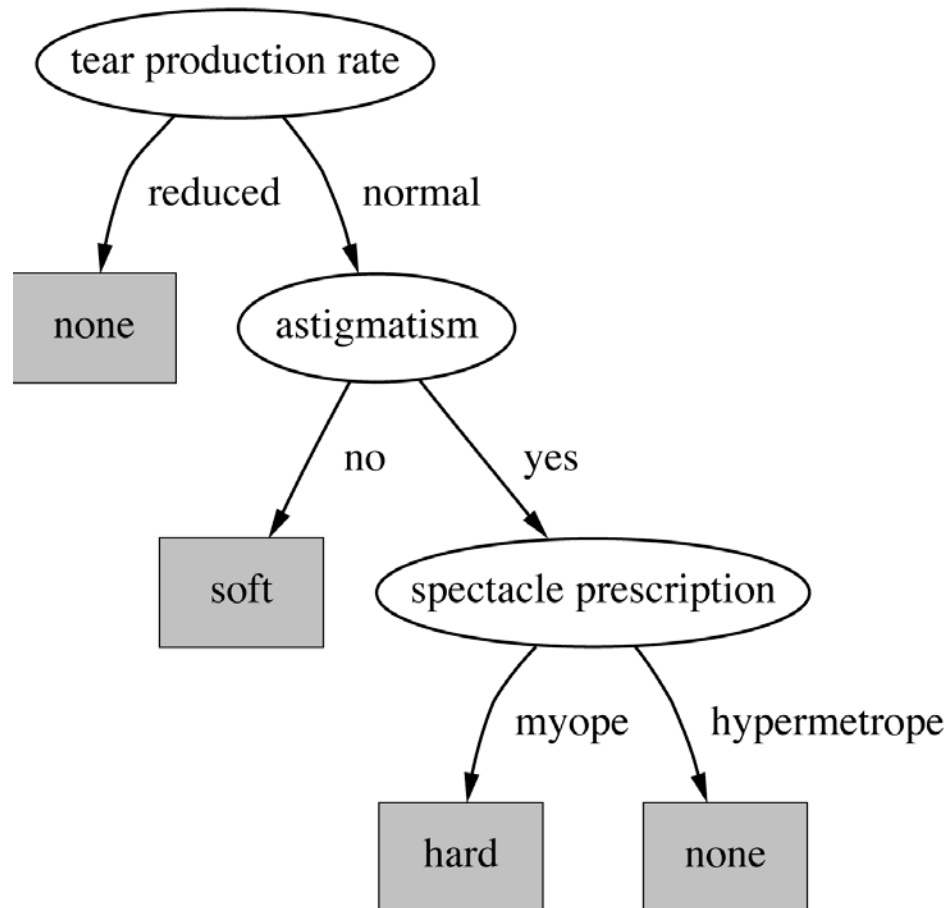 tear production rate
reduced
normal
none
astigmatism
no
yes
soft
spectacle prescription
myope
hypermetrope
hard
none